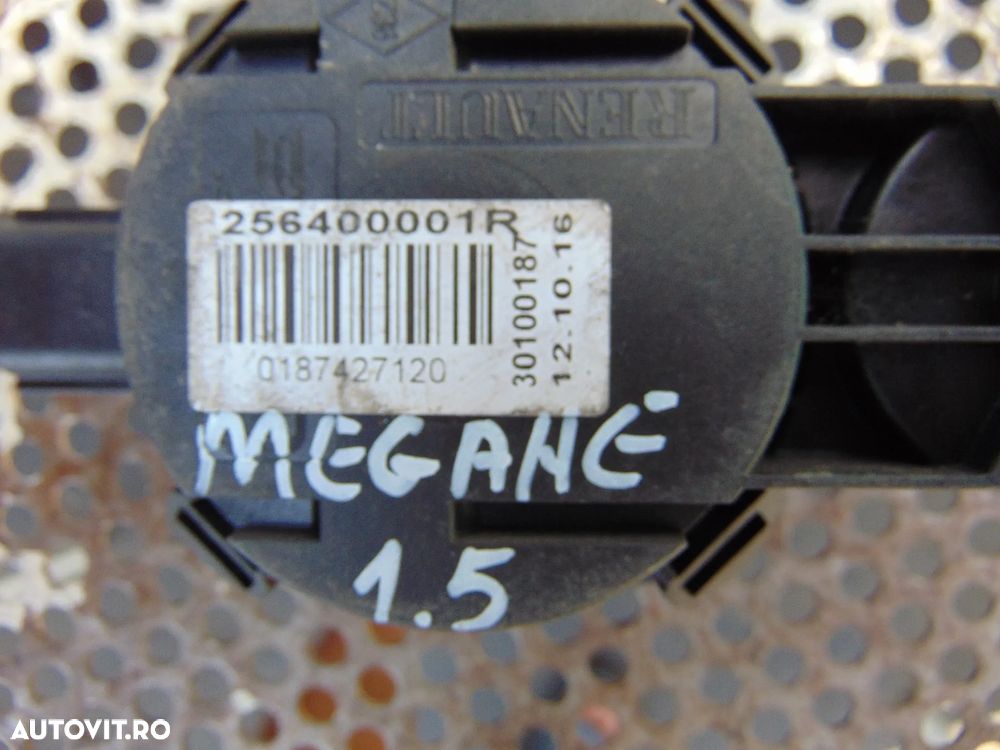 RENAULT
256400001R
0187427120
30100187
12.10.16
MEGANE
1.5
AUTOVIT.RO